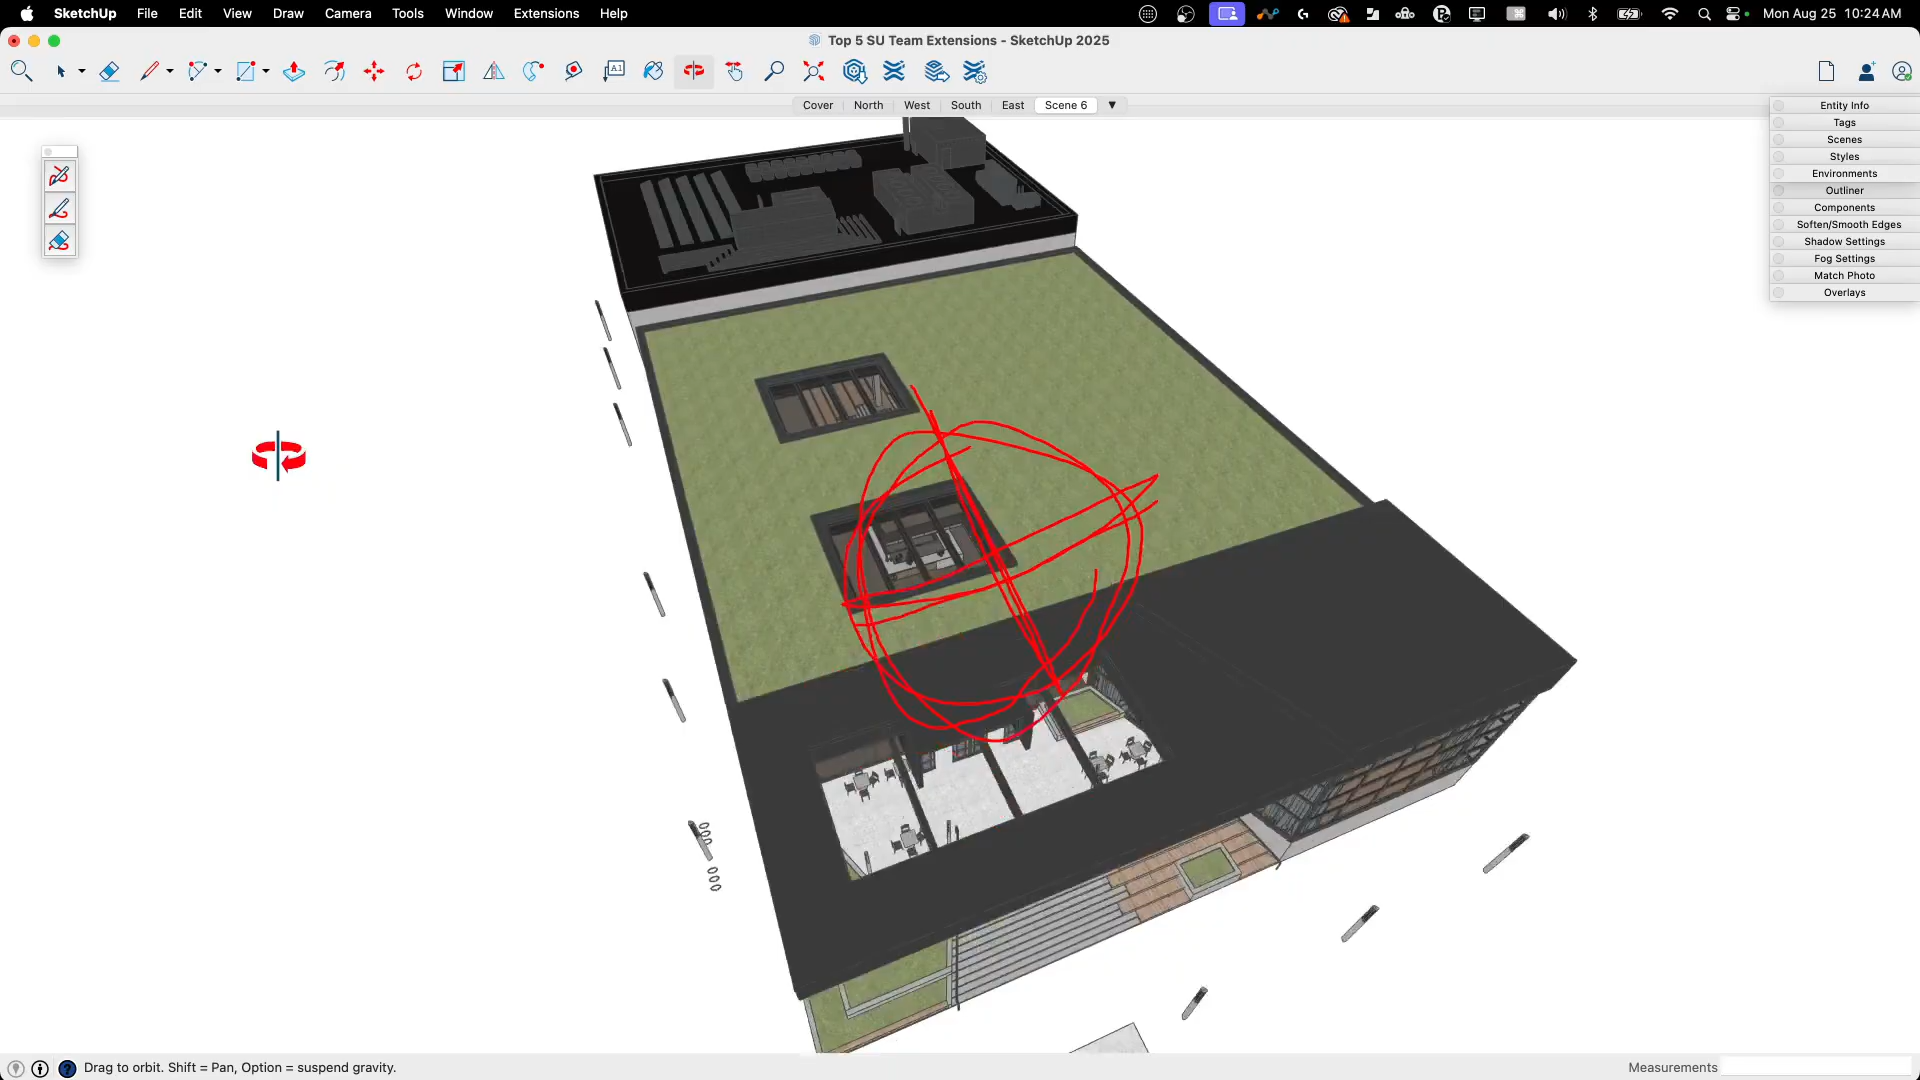 SketchUp File Edit View Draw Camera Tools Window Extensions Help Mon Aug 25 10:24 AM
Top 5 SU Team Extensions - SketchUp 2025
A1
Cover North West South East Scene 6
Entity Info
Tags
Scenes
Styles
Environments
Outliner
Components
Soften/Smooth Edges
Shadow Settings
Fog Settings
Match Photo
Overlays
Drag to orbit. Shift = Pan, Option = suspend gravity.
Measurements